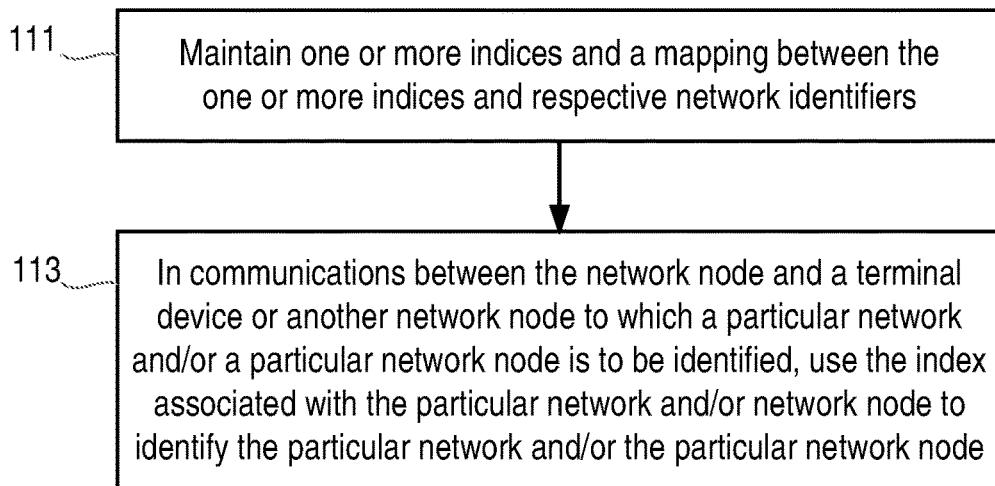 111
Maintain one or more indices and a mapping between the
one or more indices and respective network identifiers
113
In communications between the network node and a terminal
device or another network node to which a particular network
and/or a particular network node is to be identified, use the index
associated with the particular network and/or network node to
identify the particular network and/or the particular network node